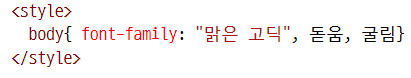 <style>
body{ font-family: "맑은 고딕", 돋움, 굴림}
</style>